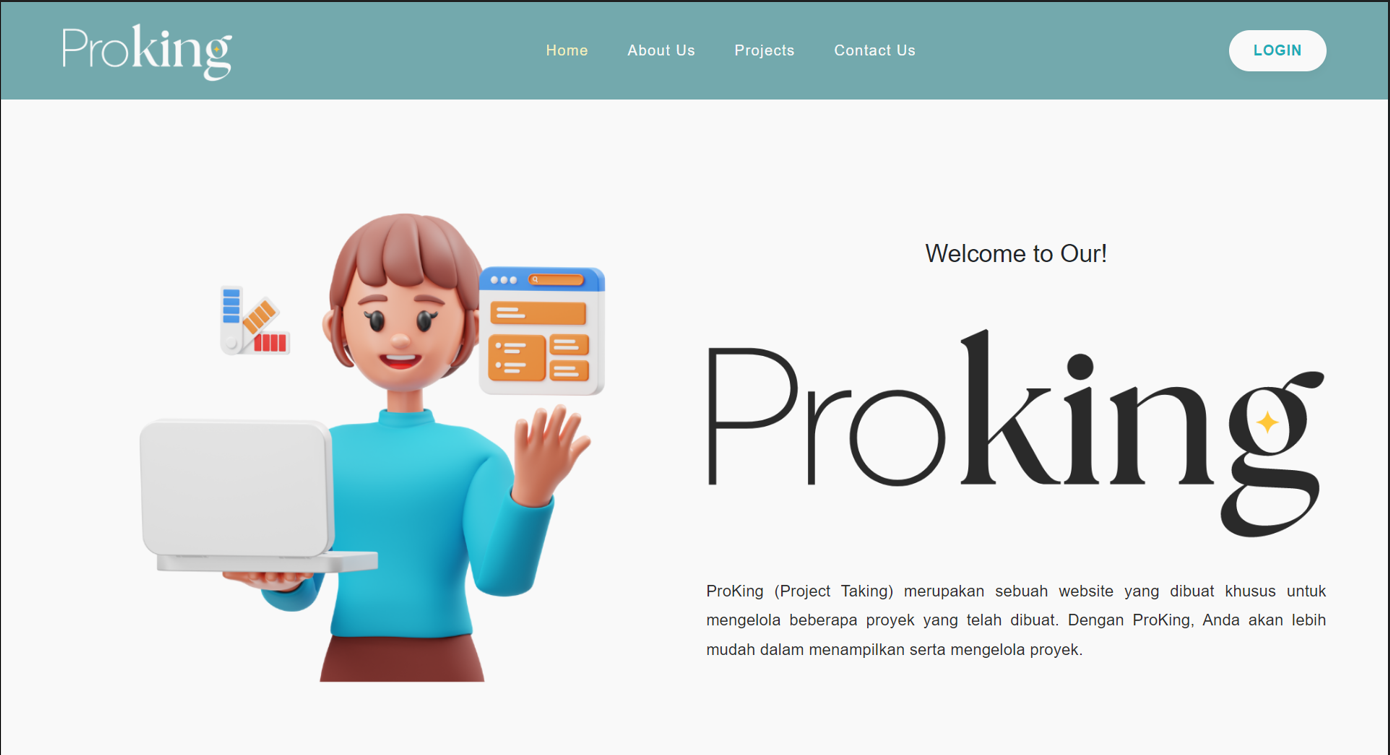 Proking
Home
About Us
Projects
Contact Us
LOGIN
Welcome to Our!
Proking
ProKing (Project Taking) merupakan sebuah website yang dibuat khusus untuk
mengelola beberapa proyek yang telah dibuat. Dengan ProKing, Anda akan lebih
mudah dalam menampilkan serta mengelola proyek.